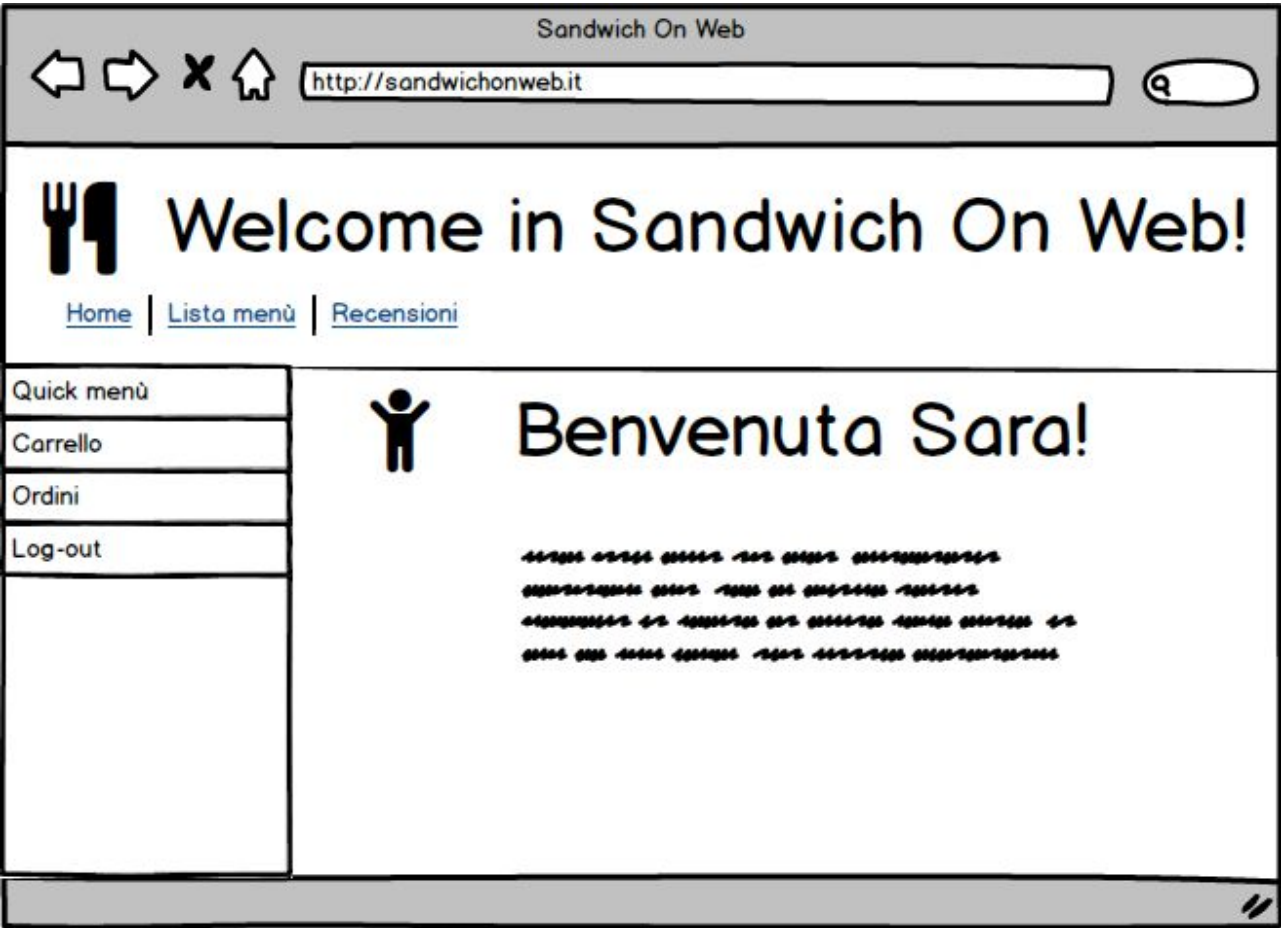 Sandwich On Web
http://sandwichonweb.it
Welcome in Sandwich On Web!
Home | Lista menù | Recensioni
Quick menù
Carrello
Ordini
Log-out
Benvenuta Sara!